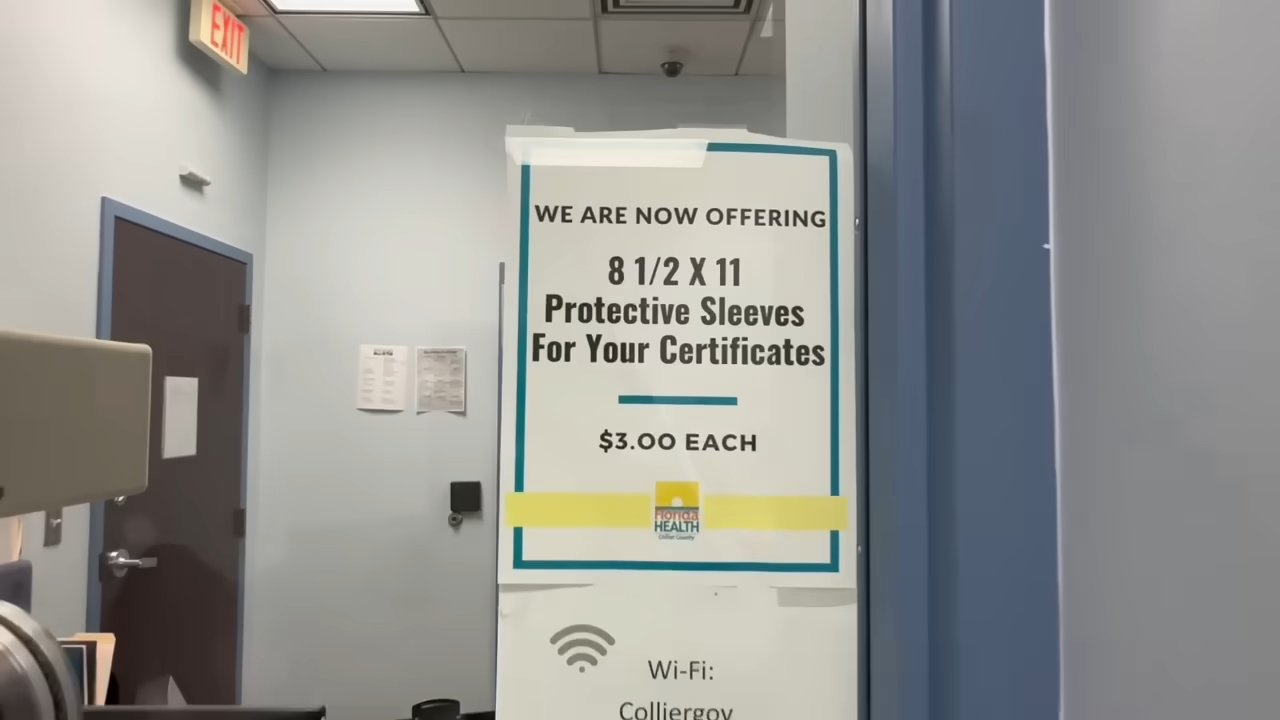 EXIT
WE ARE NOW OFFERING
8 1/2 X 11
Protective Sleeves
For Your Certificates
$3.00 EACH
Florida
HEALTH
Collier County
Wi-Fi:
Colliergov